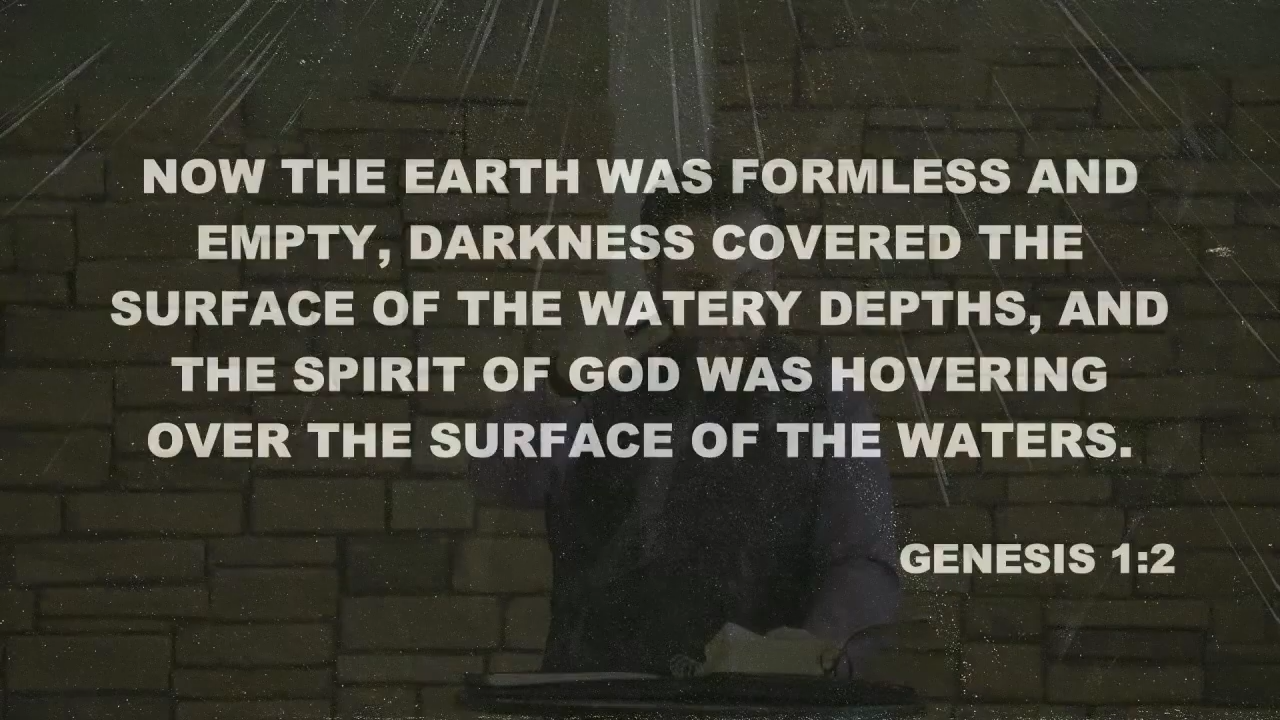 NOW THE EARTH WAS FORMLESS AND
EMPTY, DARKNESS COVERED THE
SURFACE OF THE WATERY DEPTHS, AND
THE SPIRIT OF GOD WAS HOVERING
OVER THE SURFACE OF THE WATERS.
GENESIS 1:2